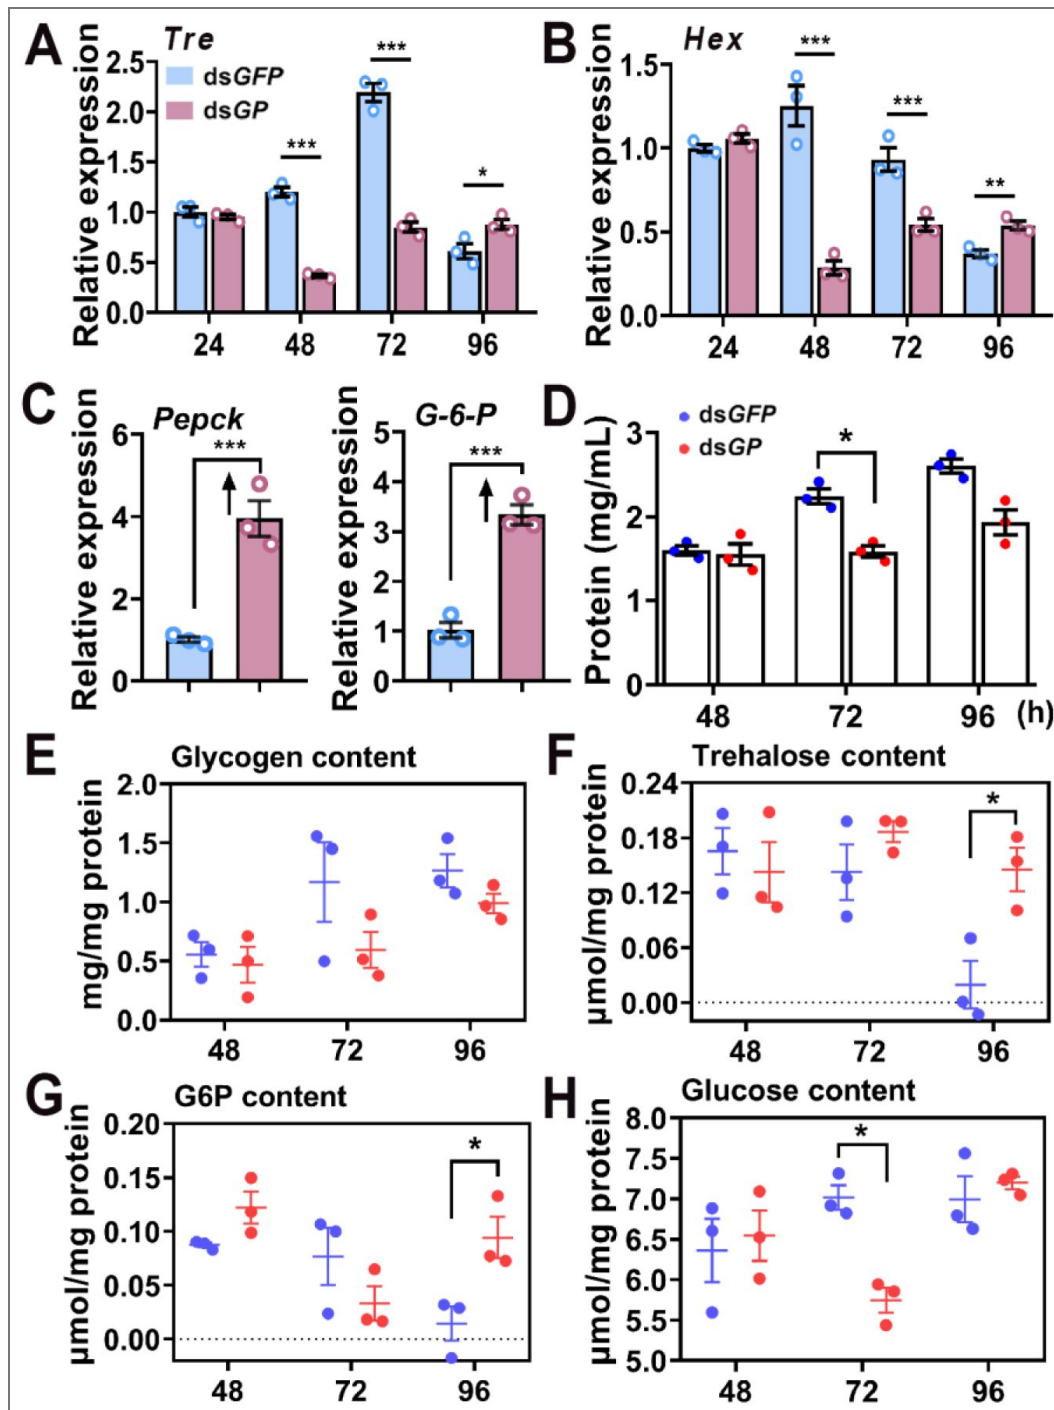 A
Tre
Relative expression
2.5
2.0
1.5
1.0
0.5
0.0
dsGFP
dsGP
***
***
*
24
48
72
96
B
Hex
Relative expression
1.5
1.0
0.5
0.0
***
***
**
24
48
72
96
C
Pepck
Relative expression
6
4
2
0
***
G-6-P
Relative expression
5
4
3
2
1
0
***
D
dsGFP
dsGP
Protein (mg/mL)
3
2
1
0
*
48
72
96
(h)
E
Glycogen content
mg/mg protein
2.0
1.5
1.0
0.5
0.0
48
72
96
F
Trehalose content
µmol/mg protein
0.24
0.18
0.12
0.06
0.00
*
48
72
96
G
G6P content
µmol/mg protein
0.20
0.15
0.10
0.05
0.00
*
48
72
96
H
Glucose content
µmol/mg protein
8.0
7.5
7.0
6.5
6.0
5.5
5.0
*
48
72
96